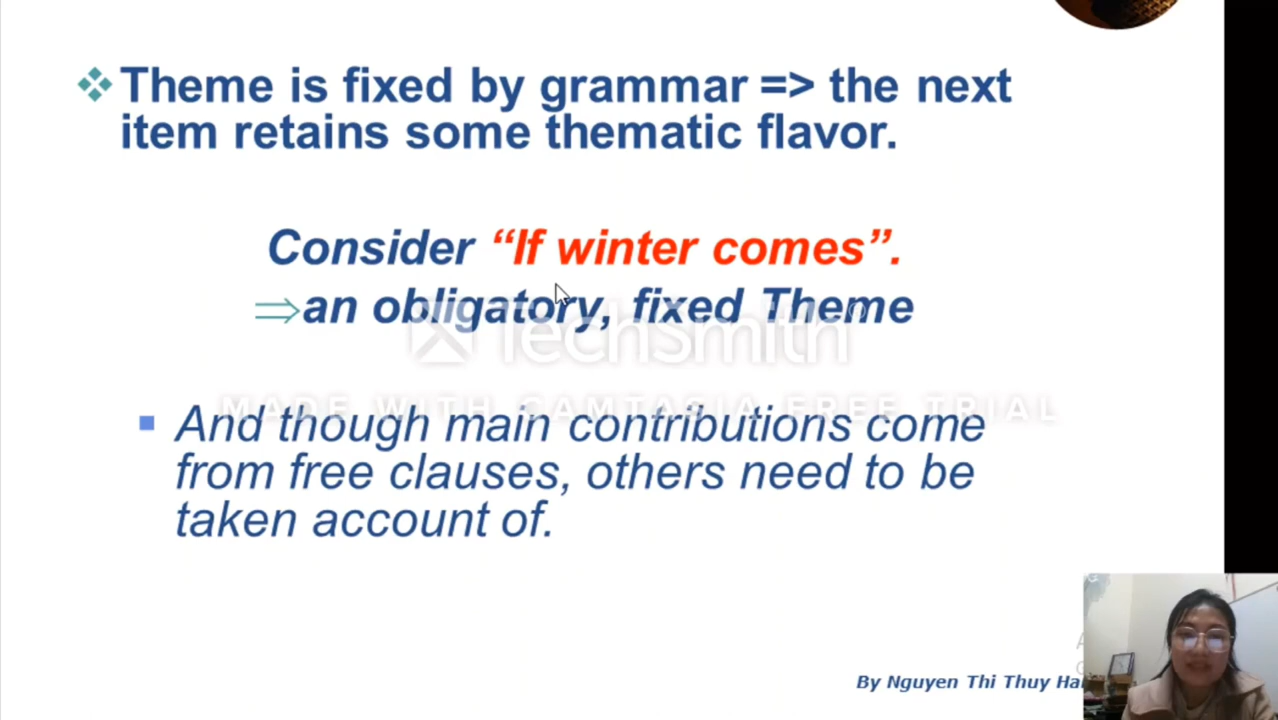 Theme is fixed by grammar => the next
item retains some thematic flavor.
Consider “If winter comes”.
⇒an obligatory, fixed Theme
TechSmith®
MADE WITH CAMTASIA FREE TRIAL
And though main contributions come
from free clauses, others need to be
taken account of.
By Nguyen Thi Thuy Ha